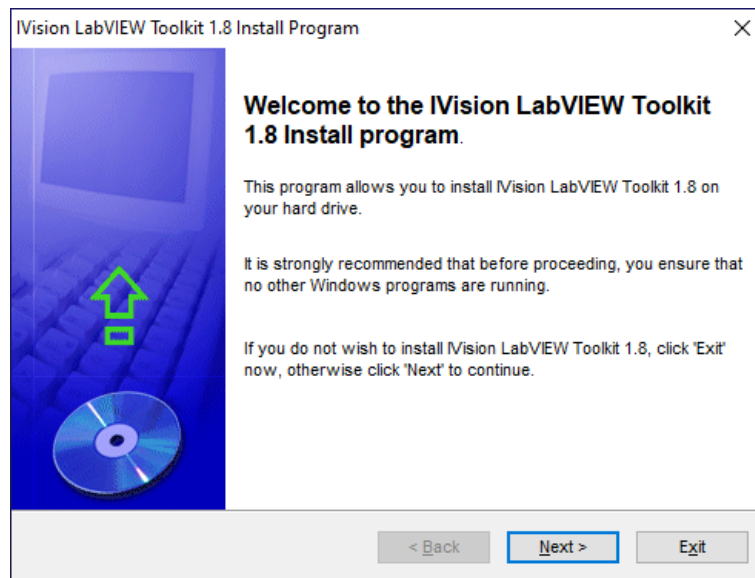 IVision LabVIEW Toolkit 1.8 Install Program
Welcome to the IVision LabVIEW Toolkit
1.8 Install program.
This program allows you to install IVision LabVIEW Toolkit 1.8 on
your hard drive.
It is strongly recommended that before proceeding, you ensure that
no other Windows programs are running.
If you do not wish to install IVision LabVIEW Toolkit 1.8, click 'Exit'
now, otherwise click 'Next' to continue.
< Back
Next >
Exit